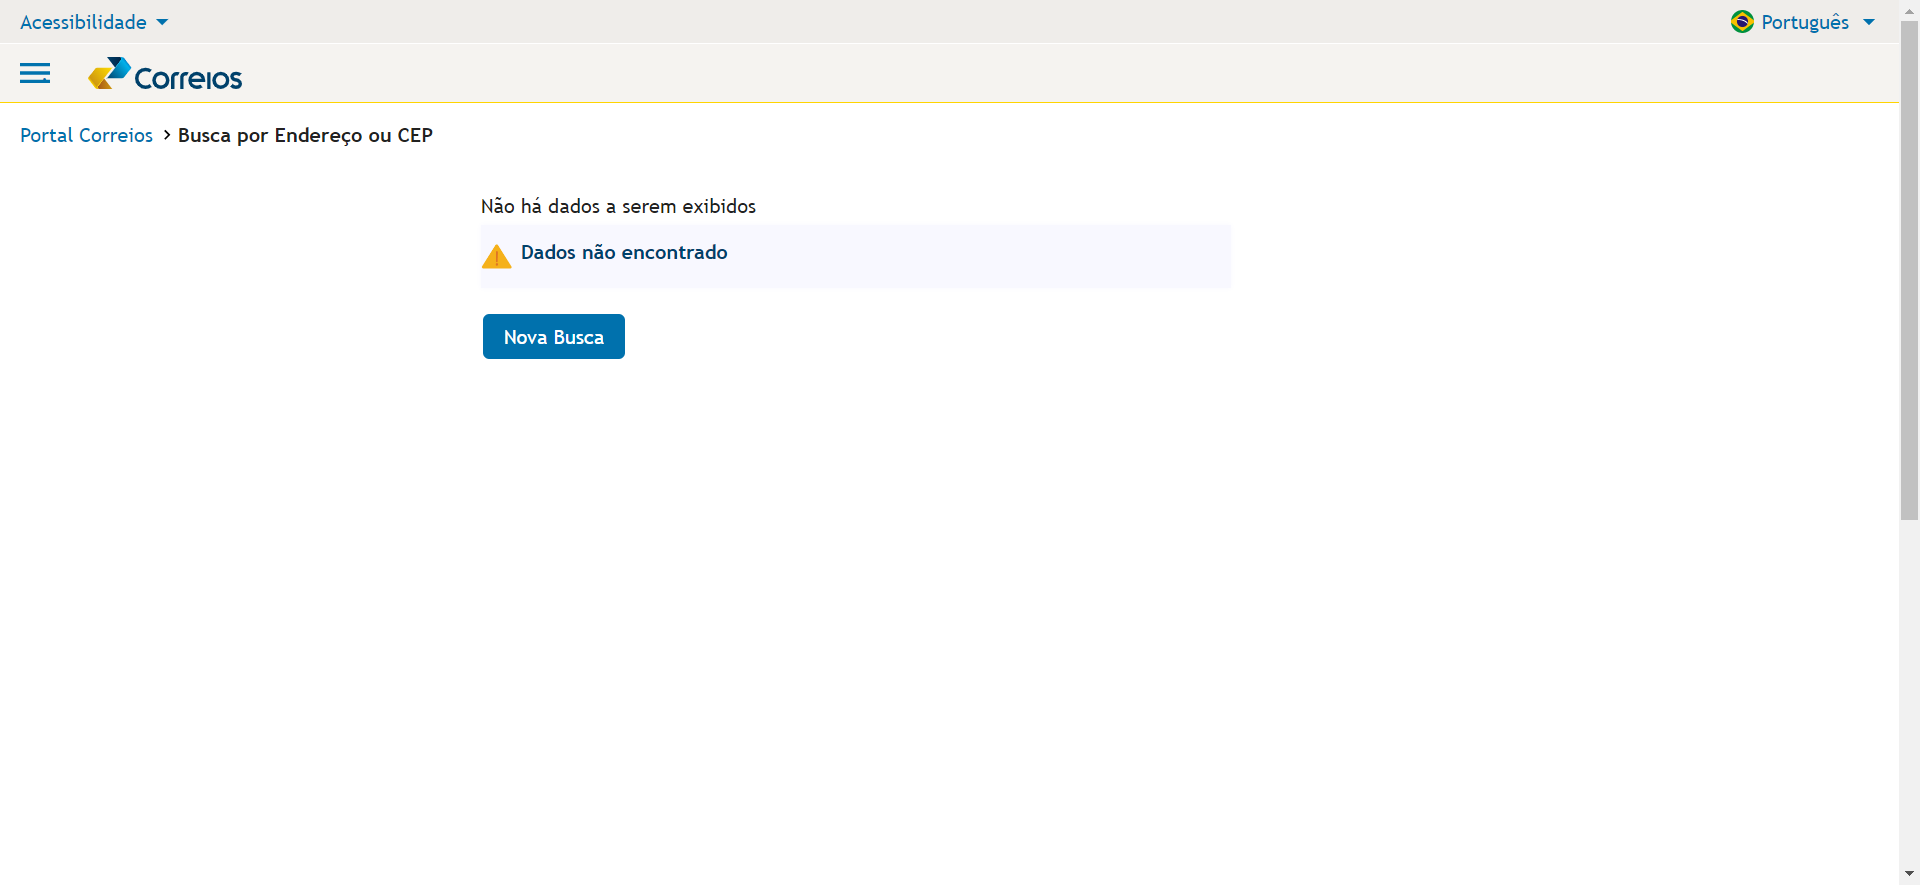 Acessibilidade
Português
Correios
Portal Correios > Busca por Endereço ou CEP
Não há dados a serem exibidos
Dados não encontrado
Nova Busca